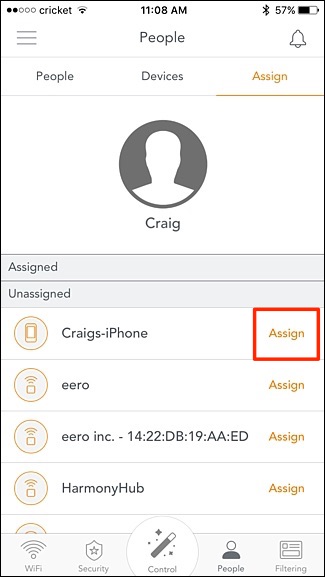 cricket 11:08 AM 57%
People
People Devices Assign
Craig
Assigned
Unassigned
Craigs-iPhone Assign
eero Assign
eero inc. - 14:22:DB:19:AA:ED Assign
HarmonyHub Assign
WiFi Security Control People Filtering